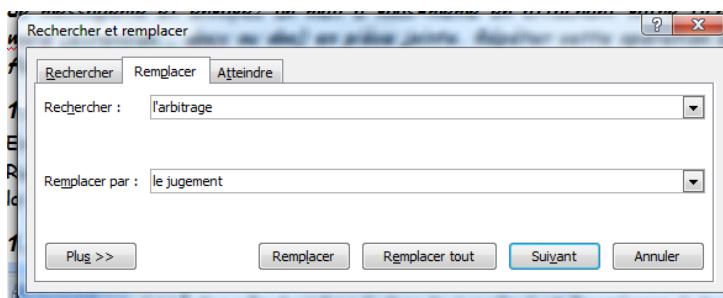 Rechercher et remplacer
Rechercher
Remplacer
Atteindre
Rechercher :
l'arbitrage
Remplacer par :
le jugement
Plus >>
Remplacer
Remplacer tout
Suivant
Annuler